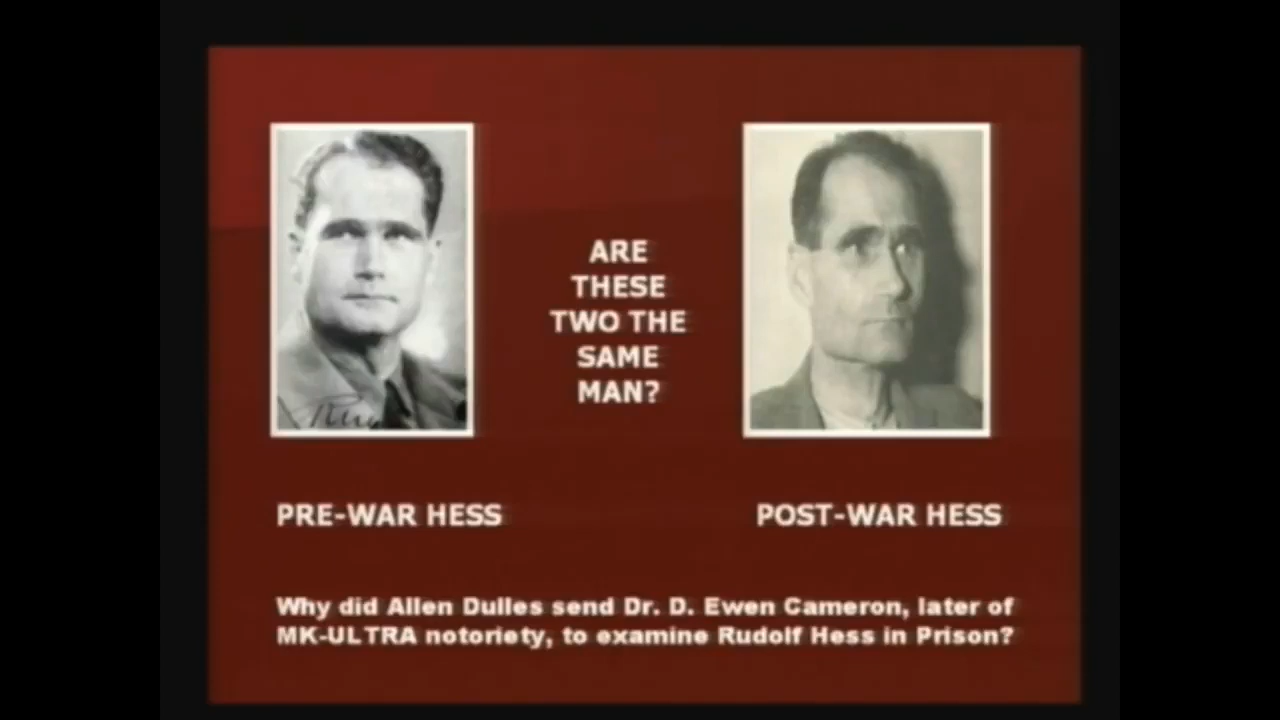 ARE
THESE
TWO THE
SAME
MAN?
PRE-WAR HESS
POST-WAR HESS
Why did Allen Dulles send Dr. D. Ewen Cameron, later of
MK-ULTRA notoriety, to examine Rudolf Hess in Prison?